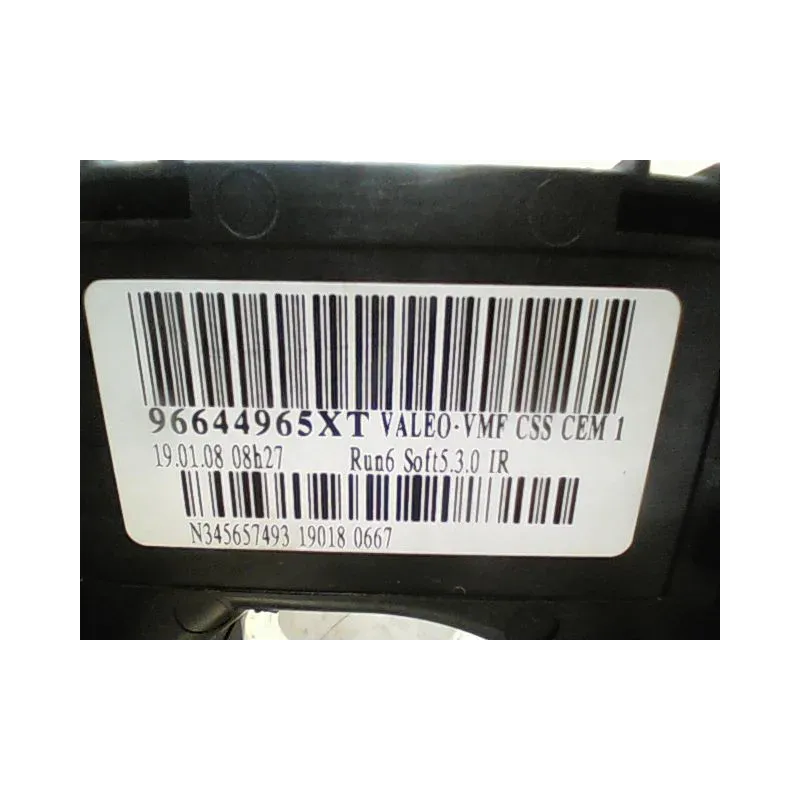 96644965XT VALEO-VMF CSS CEM 1
19.01.08 08h27 Run6 Soft5.3.0 IR
N345657493 19018 0667